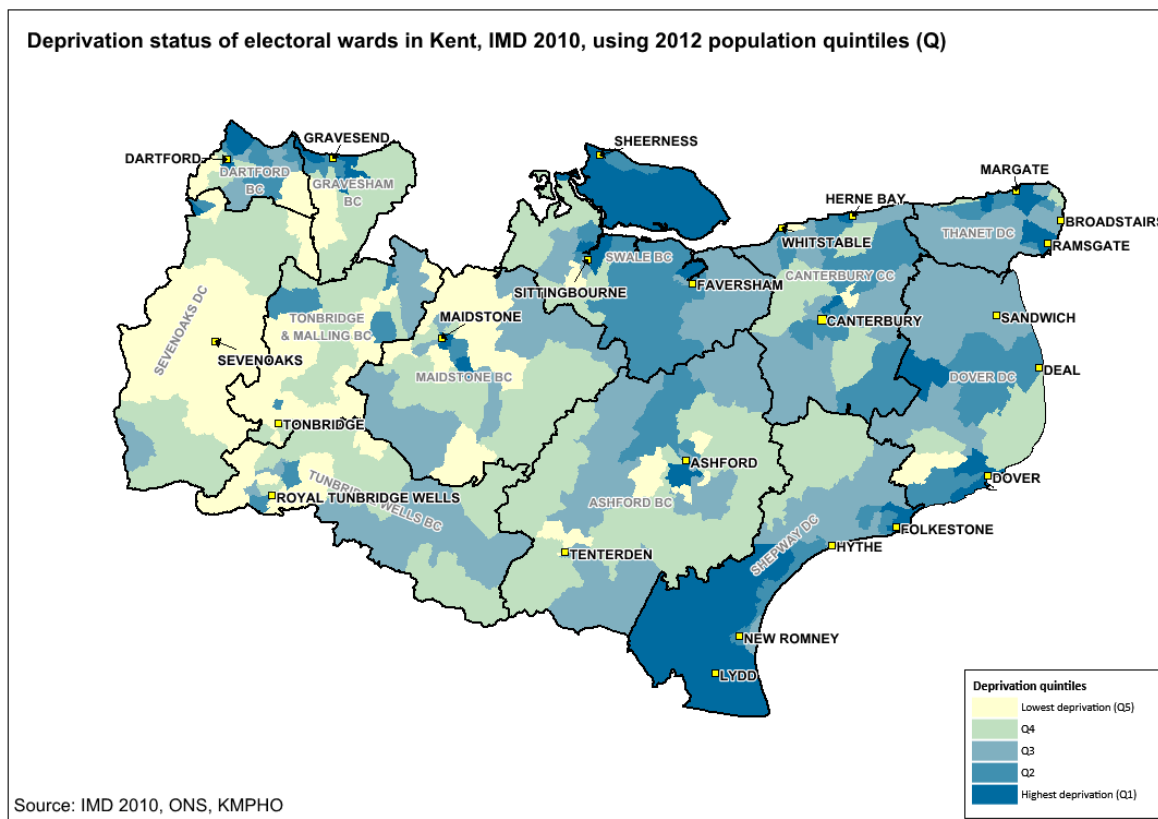 Deprivation status of electoral wards in Kent, IMD 2010, using 2012 population quintiles (Q)
GRAVESEND
SHEERNESS
DARTFORD
DARTFORD
BC
GRAVESHAM
BC
MARGATE
HERNE BAY
BROADSTAIRS
WHITSTABLE
THANET DC
RAMSGATE
SWALE BC
CANTERBURY CC
SITTINGBOURNE
FAVERSHAM
SEVENOAKS DC
TONBRIDGE
& MALLING BC
MAIDSTONE
CANTERBURY
SANDWICH
SEVENOAKS
MAIDSTONE BC
DOVER DC
DEAL
TONBRIDGE
ASHFORD
DOVER
ROYAL TUNBRIDGE WELLS
TUNBRIDGE WELLS BC
ASHFORD BC
FOLKESTONE
SHEPWAY DC
HYTHE
TENTERDEN
NEW ROMNEY
LYDD
Deprivation quintiles
Lowest deprivation (Q5)
Q4
Q3
Q2
Highest deprivation (Q1)
Source: IMD 2010, ONS, KMPHO